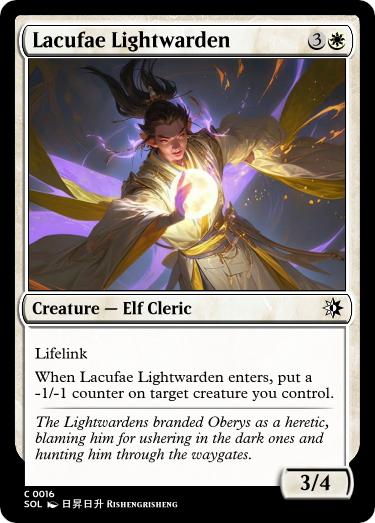 Lacufae Lightwarden 3
Creature — Elf Cleric
Lifelink
When Lacufae Lightwarden enters, put a
-1/-1 counter on target creature you control.
The Lightwardens branded Oberys as a heretic,
blaming him for ushering in the dark ones and
hunting him through the waygates.
3/4
C 0016
SOL 日昇日升 Rishengrisheng